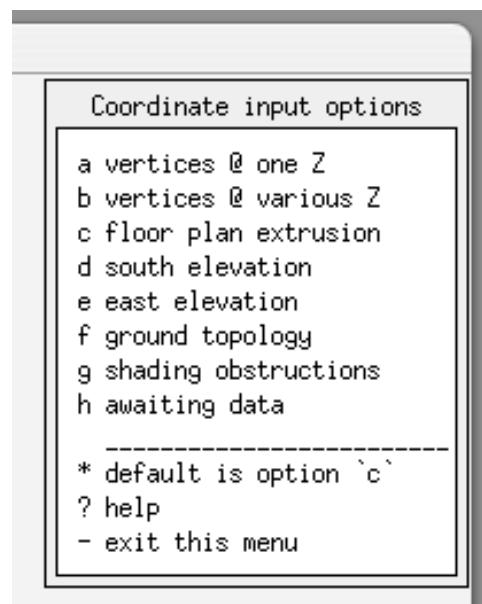 Coordinate input options
a vertices @ one Z
b vertices @ various Z
c floor plan extrusion
d south elevation
e east elevation
f ground topology
g shading obstructions
h awaiting data
_________________________
* default is option `c`
? help
- exit this menu